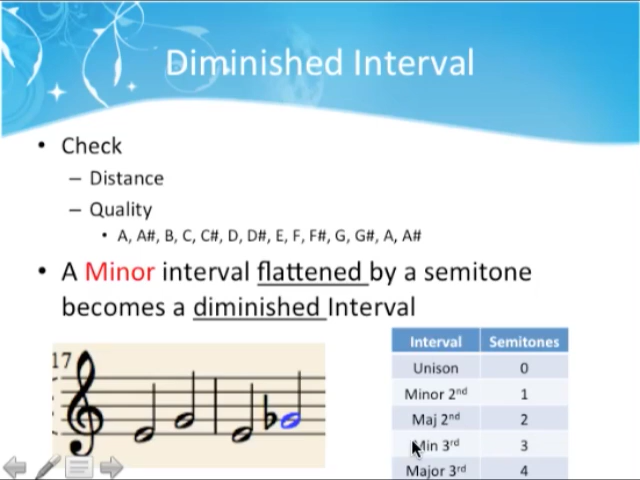 Diminished Interval
• Check
– Distance
– Quality
• A, A#, B, C, C#, D, D#, E, F, F#, G, G#, A, A#
• A Minor interval flattened by a semitone
becomes a diminished Interval
17
Interval Semitones
Unison 0
Minor 2nd 1
Maj 2nd 2
Min 3rd 3
Major 3rd 4